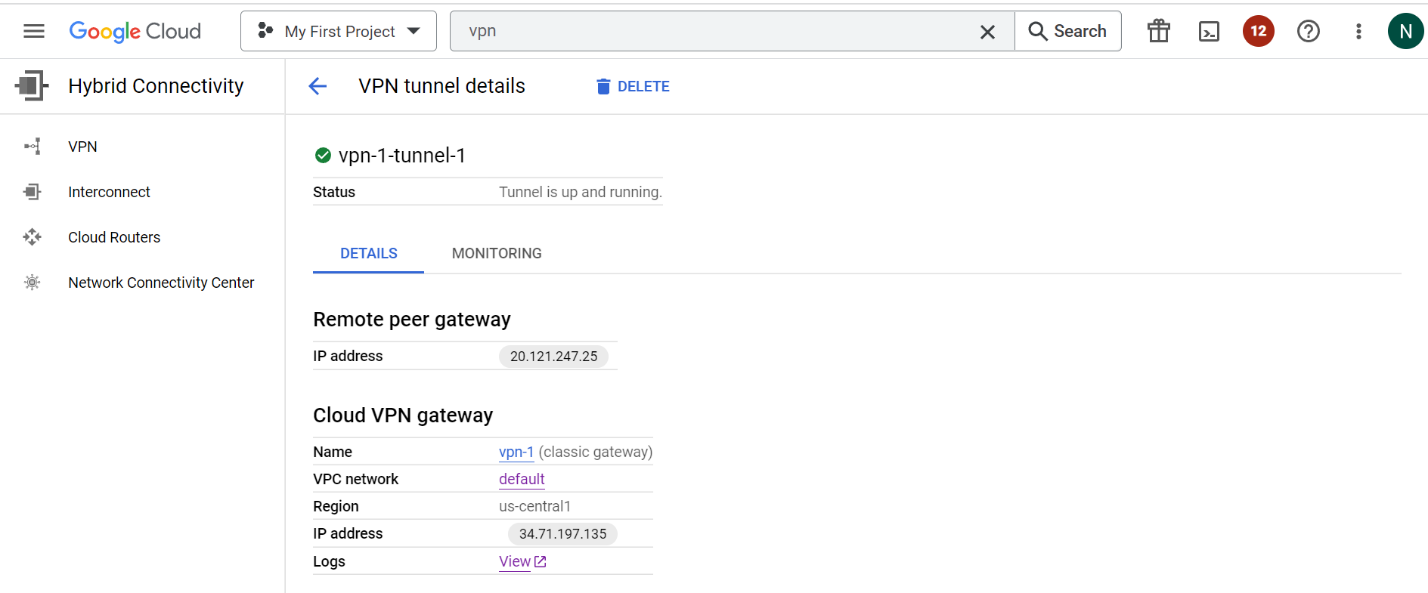 Google Cloud
My First Project
vpn
Search
12
N
Hybrid Connectivity
VPN tunnel details
DELETE
VPN
Interconnect
Cloud Routers
Network Connectivity Center
vpn-1-tunnel-1
Status Tunnel is up and running.
DETAILS MONITORING
Remote peer gateway
IP address 20.121.247.25
Cloud VPN gateway
Name vpn-1 (classic gateway)
VPC network default
Region us-central1
IP address 34.71.197.135
Logs View